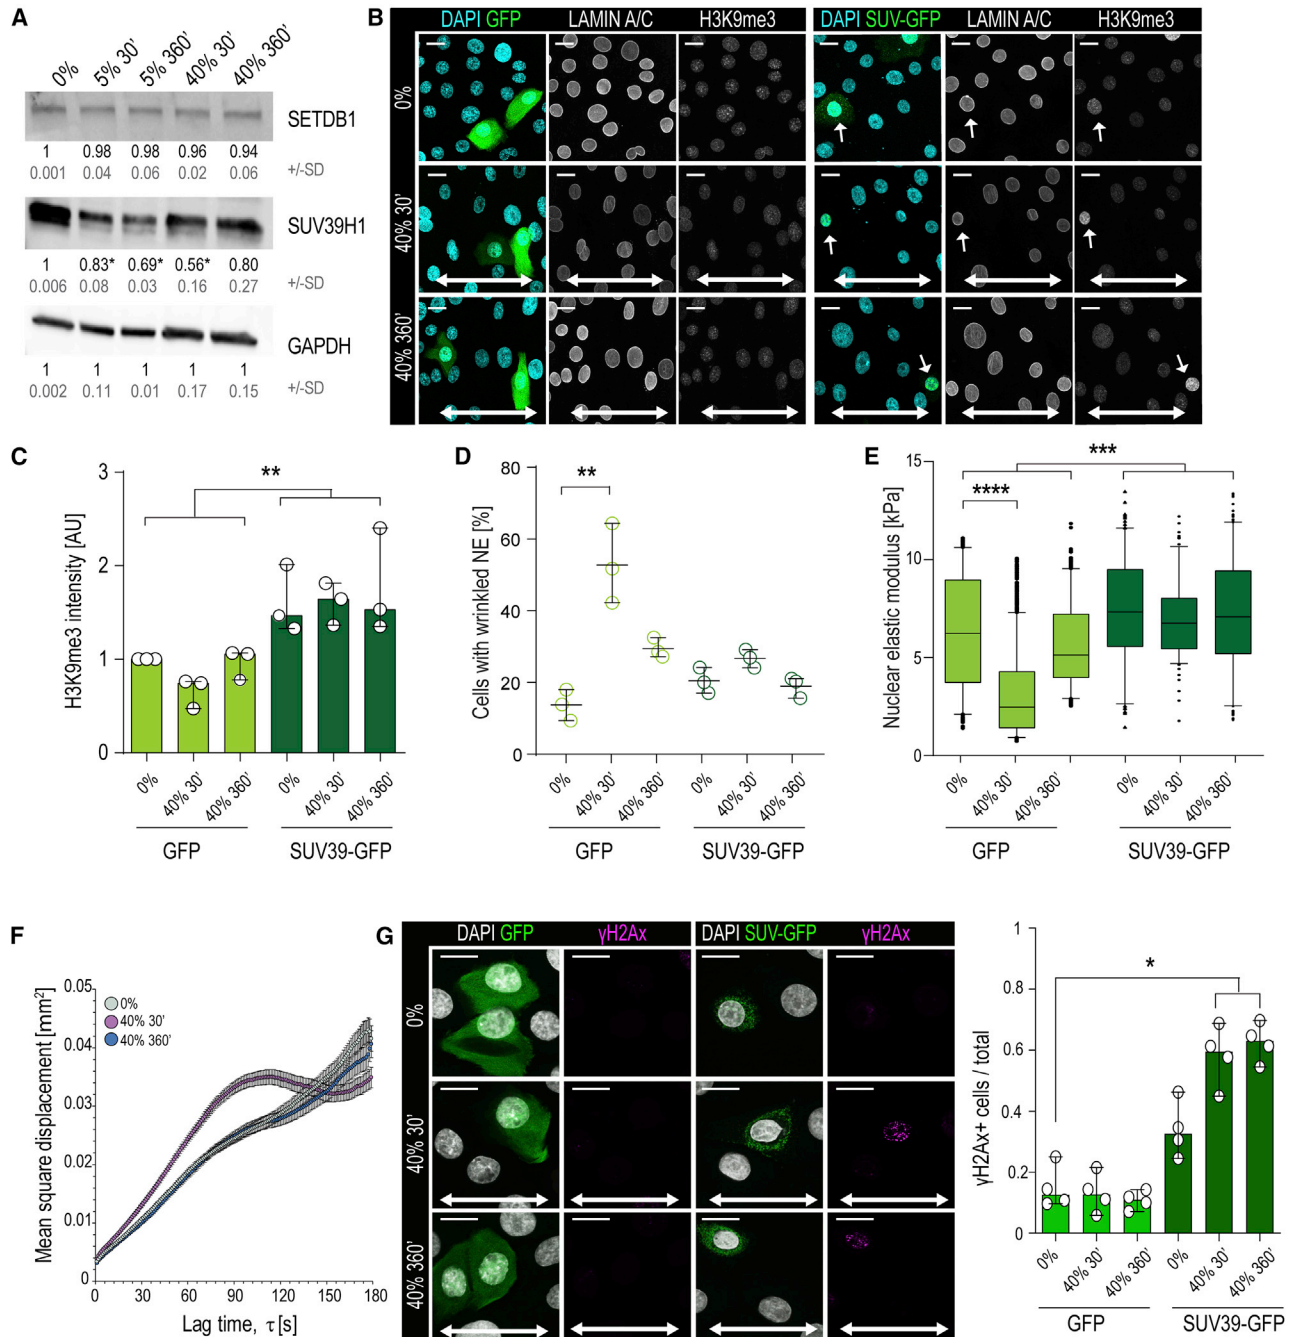 A
0% 5% 30' 5% 360' 40% 30' 40% 360'
SETDB1
1 0.98 0.98 0.96 0.94
0.001 0.04 0.06 0.02 0.06 +/-SD
SUV39H1
1 0.83* 0.69* 0.56* 0.80
0.006 0.08 0.03 0.16 0.27 +/-SD
GAPDH
1 1 1 1 1
0.002 0.11 0.01 0.17 0.15 +/-SD
B
DAPI GFP LAMIN A/C H3K9me3 DAPI SUV-GFP LAMIN A/C H3K9me3
0%
40% 30'
40% 360'
C
H3K9me3 intensity [AU]
3
2
1
0
**
0% 40% 30' 40% 360' 0% 40% 30' 40% 360'
GFP SUV39-GFP
D
Cells with wrinkled NE [%]
80
60
40
20
0
**
0% 40% 30' 40% 360' 0% 40% 30' 40% 360'
GFP SUV39-GFP
E
Nuclear elastic modulus [kPa]
15
10
5
0
***
****
0% 40% 30' 40% 360' 0% 40% 30' 40% 360'
GFP SUV39-GFP
F
Mean square displacement [mm²]
0.05
0.04
0.03
0.02
0.01
0
0%
40% 30'
40% 360'
0 30 60 90 120 150 180
Lag time, τ [s]
G
DAPI GFP γH2Ax DAPI SUV-GFP γH2Ax
0%
40% 30'
40% 360'
γH2Ax+ cells / total
1
0.8
0.6
0.4
0.2
0
*
0% 40% 30' 40% 360' 0% 40% 30' 40% 360'
GFP SUV39-GFP